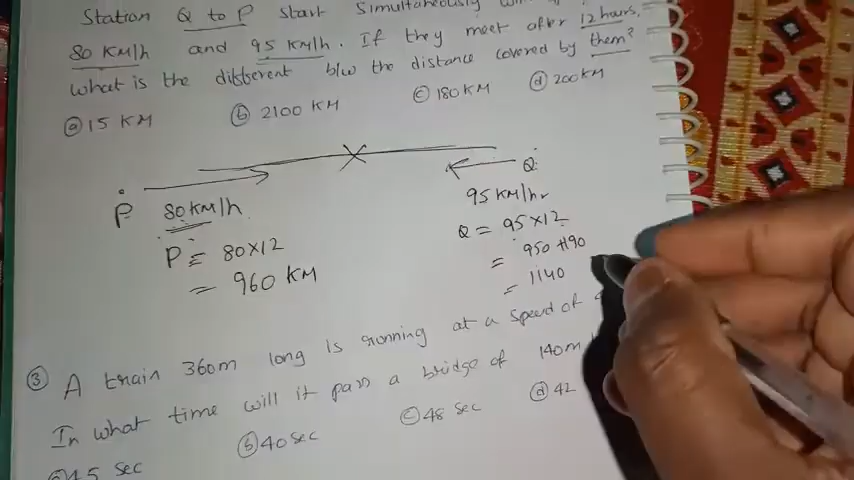 Station Q to P start Simultaneously
80 KM/h and 95 KM/h. If they meet after 12 hours.
what is the different b/w the distance covered by them?
ⓐ 15 KM ⓑ 2100 KM ⓒ 180 KM ⓓ 200 KM
P Q
80 KM/h 95 KM/hr
P = 80×12 Q = 95×12
= 960 KM = 950 + 190
= 1140
③ A train 360m long is running at a speed of
In what time will it pass a bridge of 140m
ⓐ 45 sec ⓑ 40 sec ⓒ 48 sec ⓓ 42